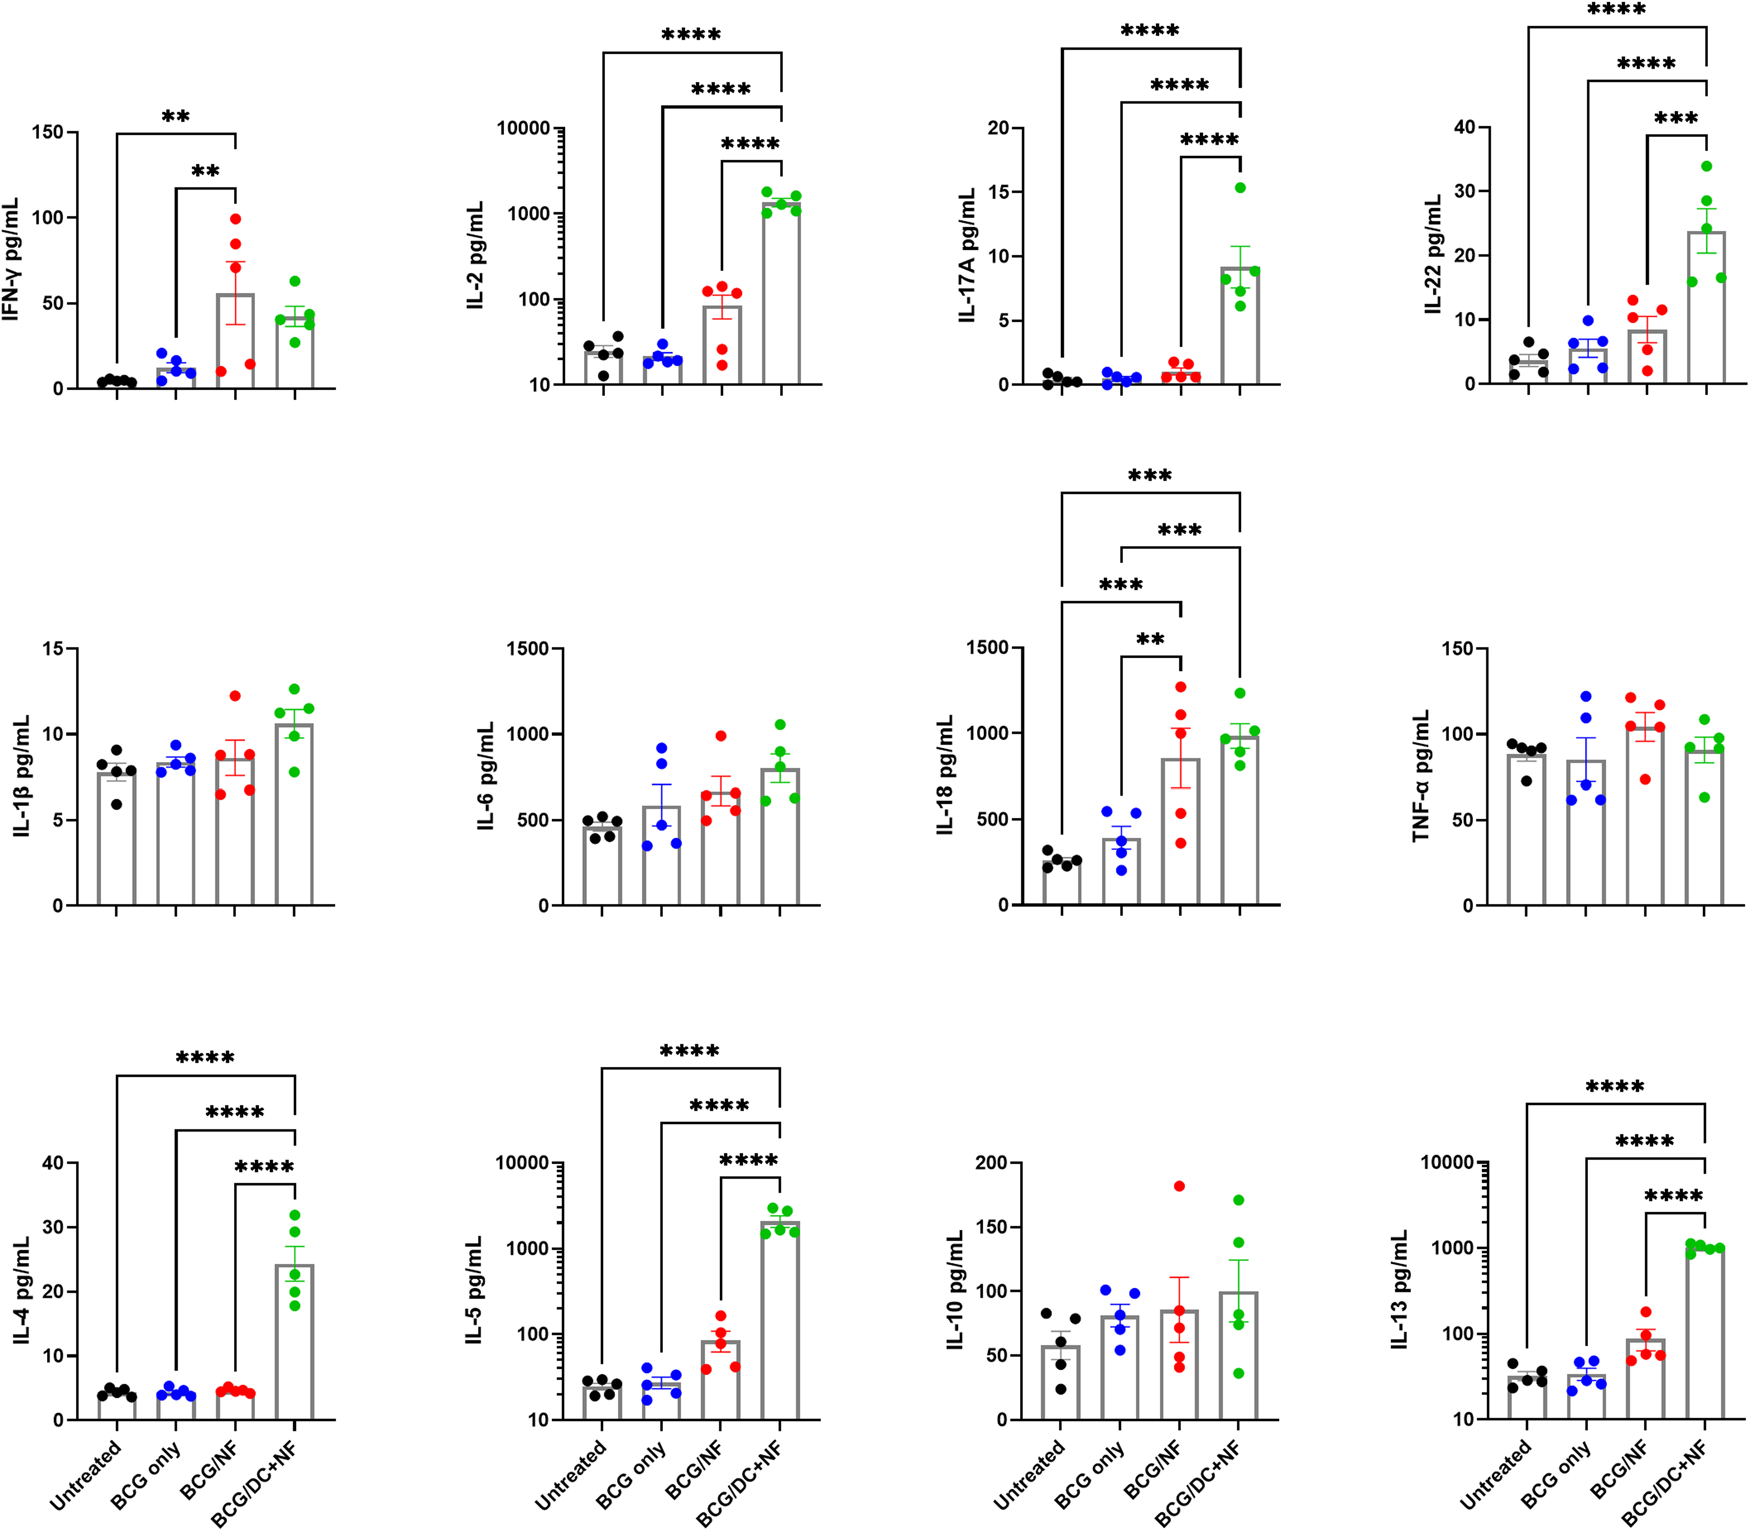 **
**
IFN-γ pg/mL
150
100
50
0
****
****
****
IL-2 pg/mL
10000
1000
100
10
****
****
****
IL-17A pg/mL
20
15
10
5
0
****
****
***
IL-22 pg/mL
40
30
20
10
0
IL-1β pg/mL
15
10
5
0
IL-6 pg/mL
1500
1000
500
0
***
***
***
**
IL-18 pg/mL
1500
1000
500
0
TNF-α pg/mL
150
100
50
0
****
****
****
IL-4 pg/mL
40
30
20
10
0
Untreated
BCG only
BCG/NF
BCG/DC+NF
****
****
****
IL-5 pg/mL
10000
1000
100
10
Untreated
BCG only
BCG/NF
BCG/DC+NF
IL-10 pg/mL
200
150
100
50
0
Untreated
BCG only
BCG/NF
BCG/DC+NF
****
****
****
IL-13 pg/mL
10000
1000
100
10
Untreated
BCG only
BCG/NF
BCG/DC+NF